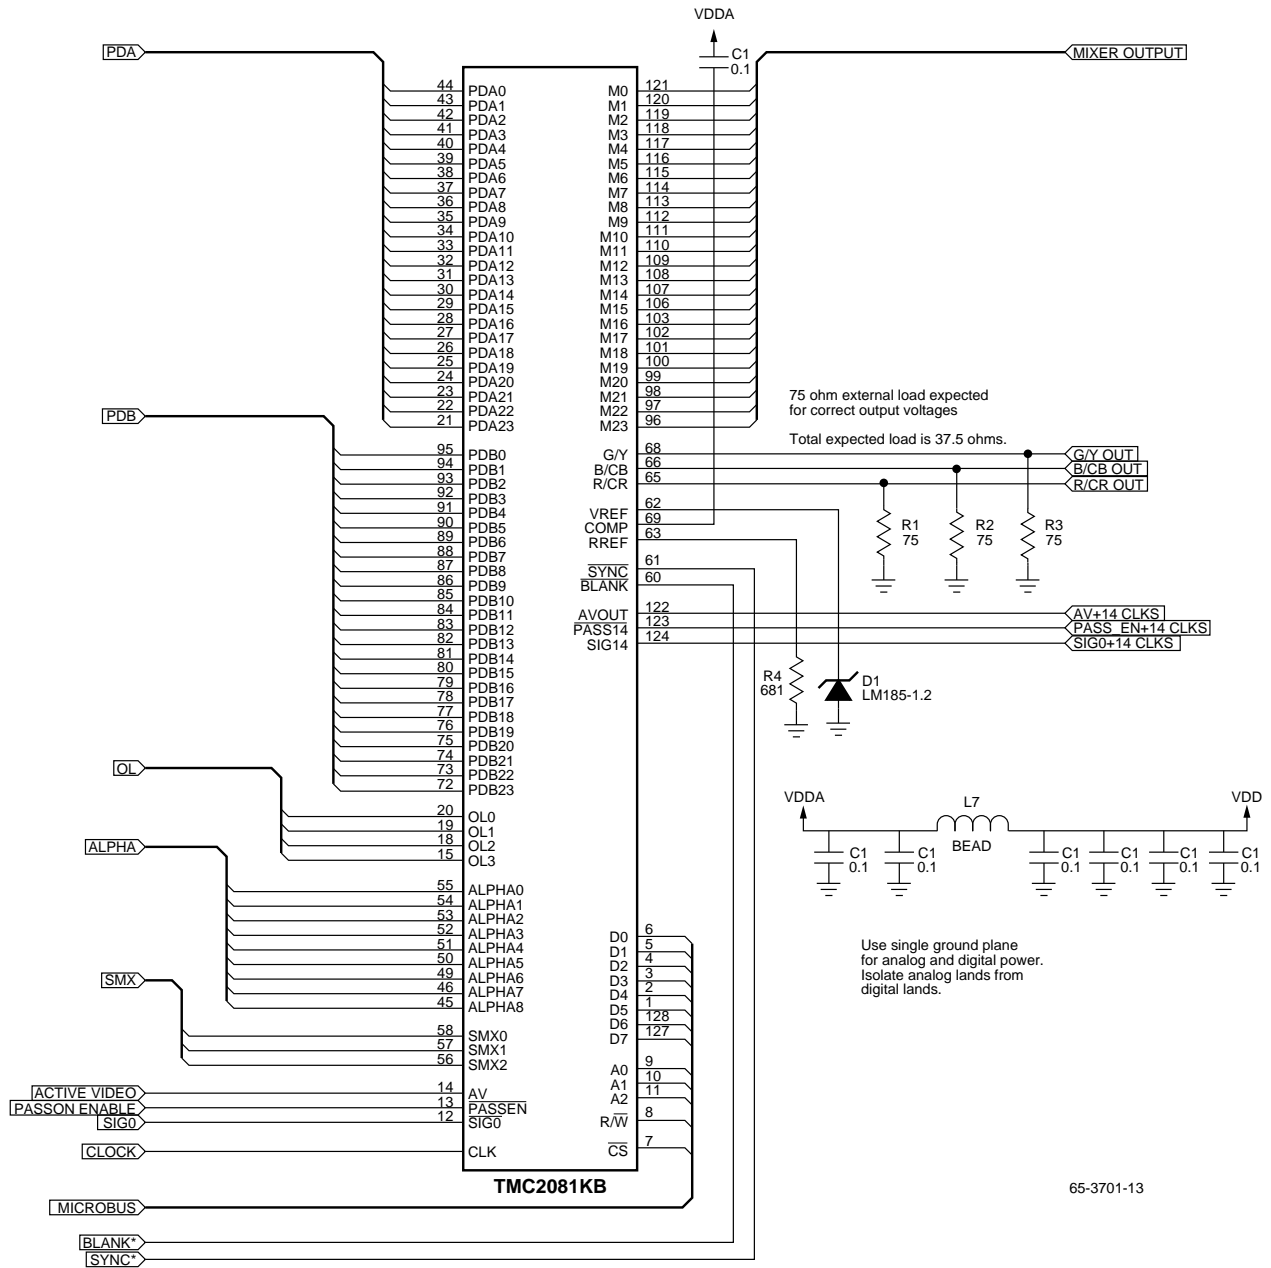 VDDA
C1
0.1
PDA
MIXER OUTPUT
44 PDA0
43 PDA1
42 PDA2
41 PDA3
40 PDA4
39 PDA5
38 PDA6
37 PDA7
36 PDA8
35 PDA9
34 PDA10
33 PDA11
32 PDA12
31 PDA13
30 PDA14
29 PDA15
28 PDA16
27 PDA17
26 PDA18
25 PDA19
24 PDA20
23 PDA21
22 PDA22
21 PDA23
M0 121
M1 120
M2 119
M3 118
M4 117
M5 116
M6 115
M7 114
M8 113
M9 112
M10 111
M11 110
M12 109
M13 108
M14 107
M15 106
M16 103
M17 102
M18 101
M19 100
M20 99
M21 98
M22 97
M23 96
75 ohm external load expected
for correct output voltages
Total expected load is 37.5 ohms.
PDB
95 PDB0
94 PDB1
93 PDB2
92 PDB3
91 PDB4
90 PDB5
89 PDB6
88 PDB7
87 PDB8
86 PDB9
85 PDB10
84 PDB11
83 PDB12
82 PDB13
81 PDB14
80 PDB15
79 PDB16
78 PDB17
77 PDB18
76 PDB19
75 PDB20
74 PDB21
73 PDB22
72 PDB23
G/Y 68
B/CB 66
R/CR 65
G/Y OUT
B/CB OUT
R/CR OUT
VREF 62
COMP 69
RREF 63
SYNC 61
BLANK 60
R1
75
R2
75
R3
75
AVOUT 122
PASS14 123
SIG14 124
AV+14 CLKS
PASS_EN+14 CLKS
SIG0+14 CLKS
R4
681
D1
LM185-1.2
OL
20 OL0
19 OL1
18 OL2
15 OL3
VDDA
L7
BEAD
VDD
C1
0.1
C1
0.1
C1
0.1
C1
0.1
C1
0.1
C1
0.1
ALPHA
55 ALPHA0
54 ALPHA1
53 ALPHA2
52 ALPHA3
51 ALPHA4
50 ALPHA5
49 ALPHA6
46 ALPHA7
45 ALPHA8
D0 6
D1 5
D2 4
D3 3
D4 2
D5 1
D6 128
D7 127
Use single ground plane
for analog and digital power.
Isolate analog lands from
digital lands.
SMX
58 SMX0
57 SMX1
56 SMX2
A0 9
A1 10
A2 11
R/W 8
CS 7
ACTIVE VIDEO
14 AV
PASSON ENABLE
13 PASSEN
SIG0
12 SIG0
CLOCK
CLK
TMC2081KB
65-3701-13
MICROBUS
BLANK*
SYNC*